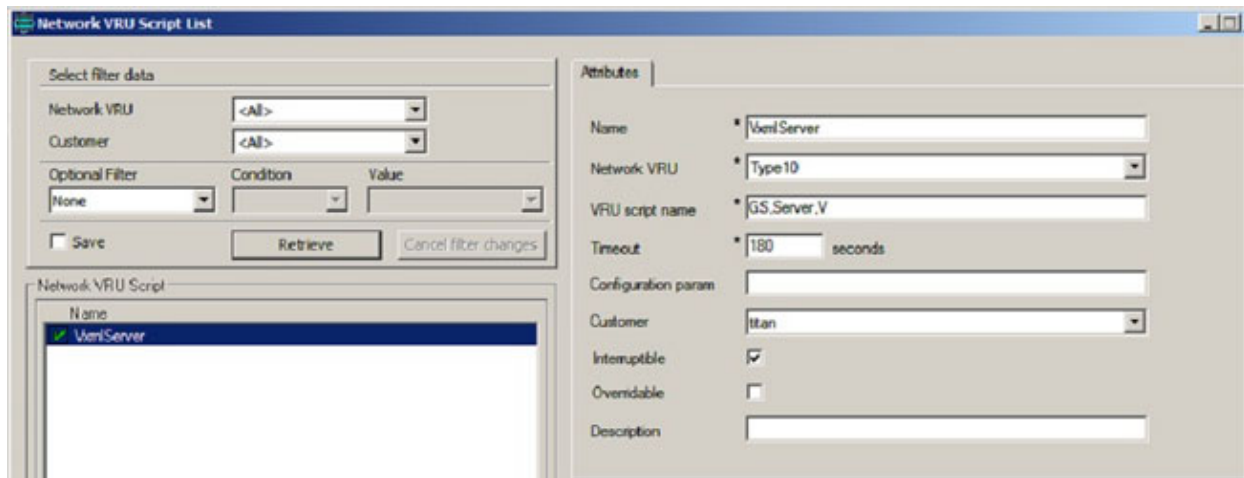 Network VRU Script List
Select filter data
Network VRU
<All>
Customer
<All>
Optional Filter
Condition
Value
None
Save
Retrieve
Cancel filter changes
Network VRU Script
Name
VxmlServer
Attributes
Name * VxmlServer
Network VRU * Type10
VRU script name * GS,Server,V
Timeout * 180 seconds
Configuration param
Customer titan
Interruptible
Overridable
Description